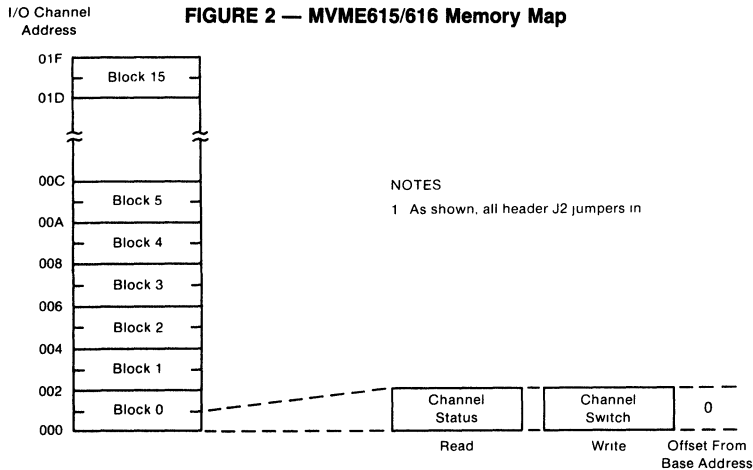 I/O Channel
Address
FIGURE 2 — MVME615/616 Memory Map
01F
Block 15
01D
00C
Block 5
00A
Block 4
008
Block 3
006
Block 2
004
Block 1
002
Block 0
000
NOTES
1 As shown, all header J2 jumpers in
Channel
Status
Channel
Switch
0
Read
Write
Offset From
Base Address